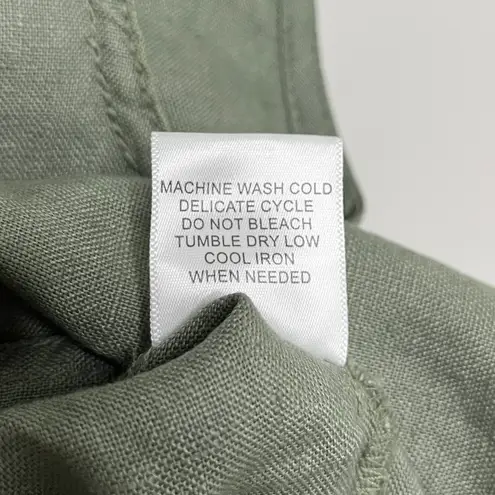 MACHINE WASH COLD
DELICATE CYCLE
DO NOT BLEACH
TUMBLE DRY LOW
COOL IRON
WHEN NEEDED